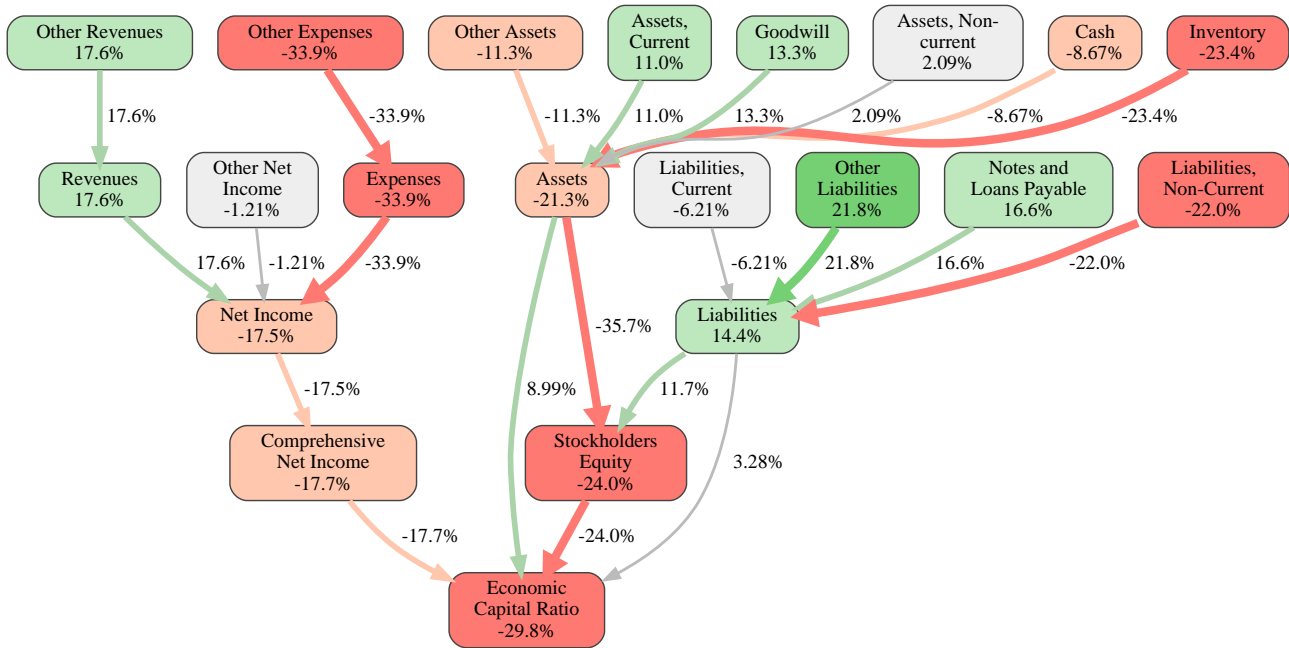 Other Revenues
17.6%
Other Expenses
-33.9%
Other Assets
-11.3%
Assets,
Current
11.0%
Goodwill
13.3%
Assets, Non-
current
2.09%
Cash
-8.67%
Inventory
-23.4%
17.6%
-33.9%
-11.3%
11.0%
13.3%
2.09%
-8.67%
-23.4%
Revenues
17.6%
Other Net
Income
-1.21%
Expenses
-33.9%
Assets
-21.3%
Liabilities,
Current
-6.21%
Other
Liabilities
21.8%
Notes and
Loans Payable
16.6%
Liabilities,
Non-Current
-22.0%
17.6%
-1.21%
-33.9%
-6.21%
21.8%
16.6%
-22.0%
Net Income
-17.5%
-35.7%
Liabilities
14.4%
-17.5%
8.99%
11.7%
Comprehensive
Net Income
-17.7%
Stockholders
Equity
-24.0%
3.28%
-17.7%
-24.0%
Economic
Capital Ratio
-29.8%